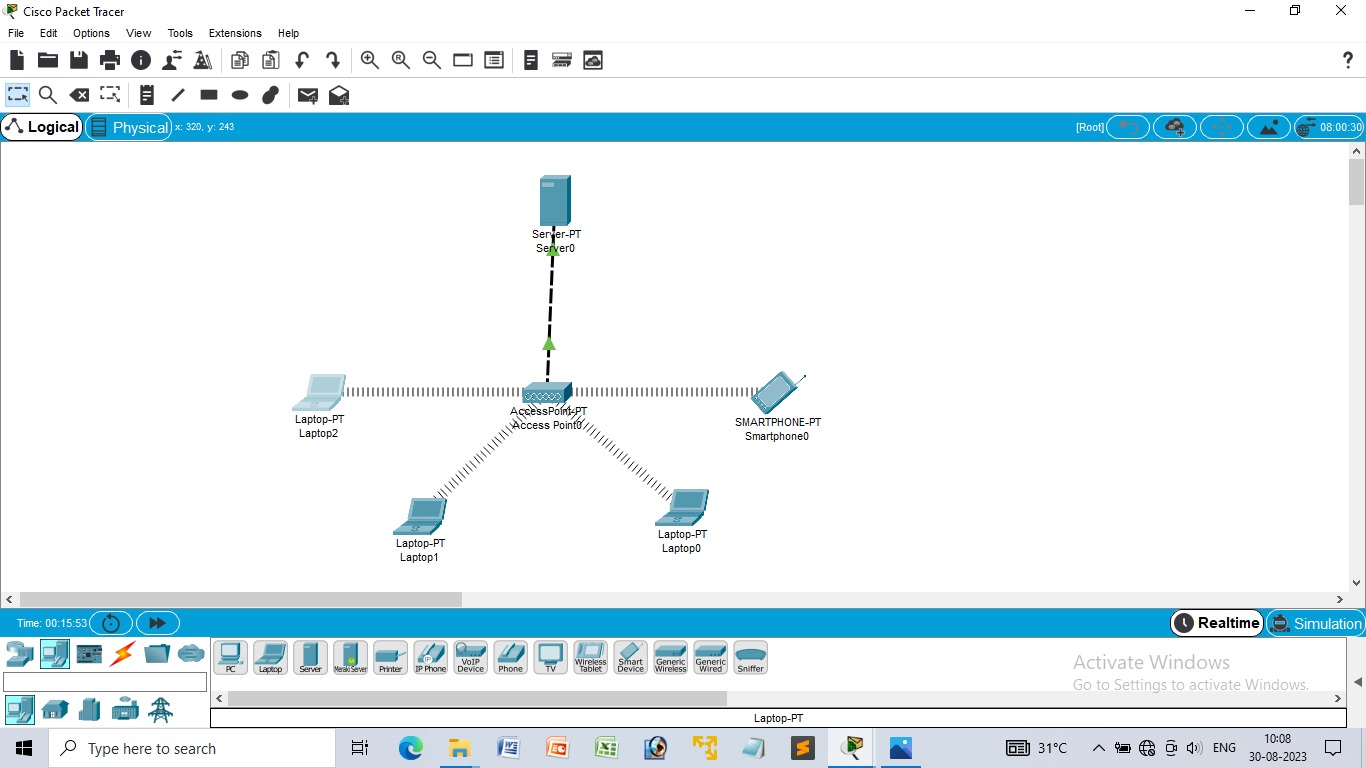 Cisco Packet Tracer
File Edit Options View Tools Extensions Help
?
Logical Physical x: 320, y: 243 [Root] 08:00:30
Server-PT
Server0
Laptop-PT
Laptop2
AccessPoint-PT
Access Point0
SMARTPHONE-PT
Smartphone0
Laptop-PT
Laptop1
Laptop-PT
Laptop0
Time: 00:15:53 Realtime Simulation
PC Laptop Server Meraki Server Printer IP Phone VoIP Device Phone TV Wireless Tablet Smart Device Generic Wireless Generic Wired Sniffer
Activate Windows
Go to Settings to activate Windows.
Laptop-PT
Type here to search 31°C ENG 10:08
30-08-2023